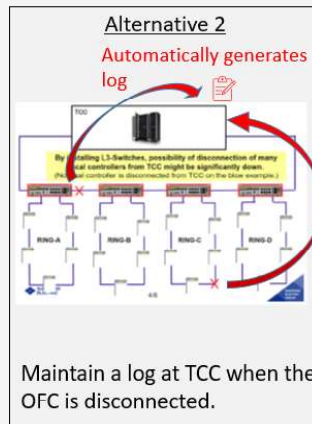 Alternative 2
Automatically generates
log
TCC
By installing L3-Switches, possibility of disconnection of many
local controllers from TCC might be significantly down.
controller is disconnected from TCC on the blow example.)
RING-A
RING-B
RING-C
RING-D
4/6
Maintain a log at TCC when the
OFC is disconnected.